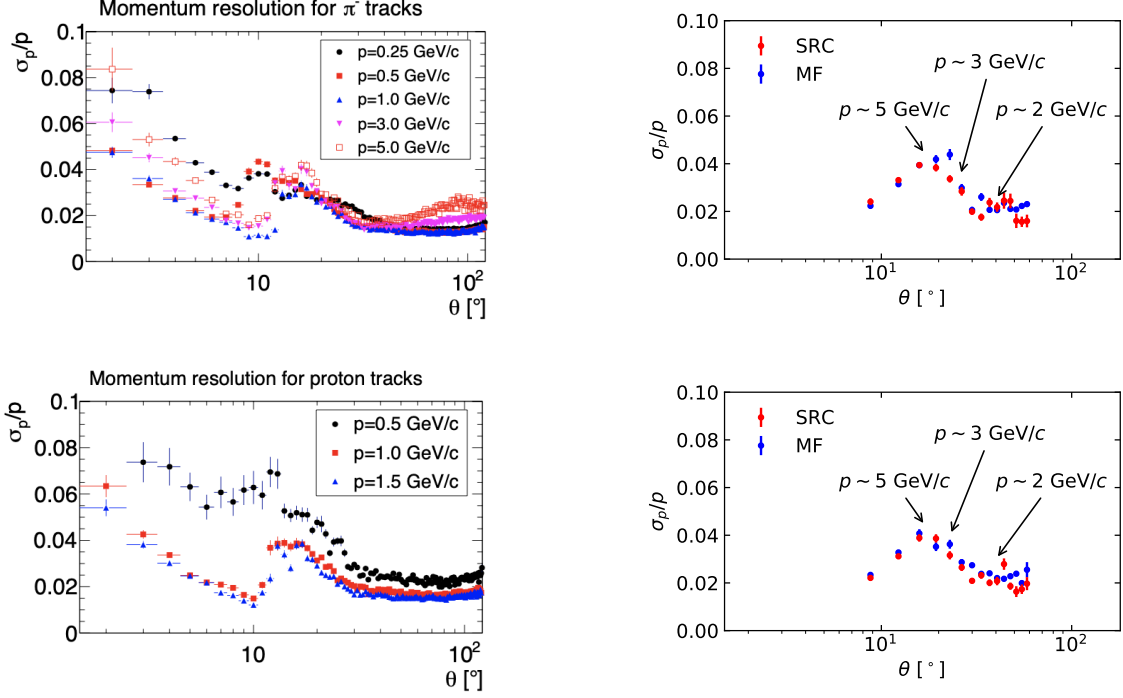 Momentum resolution for π⁻ tracks
σp/p
0.1
0.08
0.06
0.04
0.02
0
p=0.25 GeV/c
p=0.5 GeV/c
p=1.0 GeV/c
p=3.0 GeV/c
p=5.0 GeV/c
10
10²
θ [°]
σp/p
0.10
0.08
0.06
0.04
0.02
0.00
SRC
MF
p ~ 3 GeV/c
p ~ 5 GeV/c
p ~ 2 GeV/c
10¹
10²
θ [°]
Momentum resolution for proton tracks
σp/p
0.1
0.08
0.06
0.04
0.02
0
p=0.5 GeV/c
p=1.0 GeV/c
p=1.5 GeV/c
10
10²
θ [°]
σp/p
0.10
0.08
0.06
0.04
0.02
0.00
SRC
MF
p ~ 3 GeV/c
p ~ 5 GeV/c
p ~ 2 GeV/c
10¹
10²
θ [°]